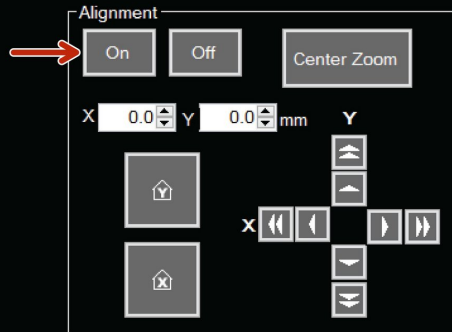 Alignment
On Off Center Zoom
X 0.0 Y 0.0 mm Y
Y
X
X